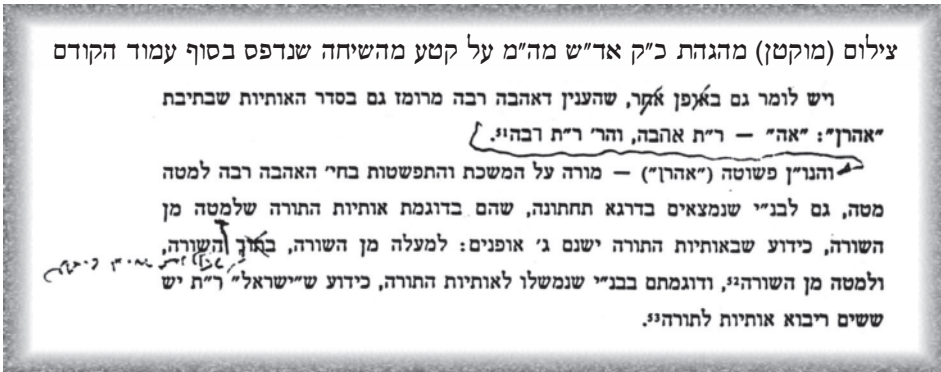 צילום (מוקטן) מהגהת כ"ק אד"ש מה"מ על קטע מהשיחה שנדפס בסוף עמוד הקודם
ויש לומר גם באופן אחר, שהענין דאהבה רבה מרומז גם בסדר האותיות שבתיבת
"אהרן": "אה" — ר"ת אהבה, והר' ר"ת רבה⁵¹.
והנו"ן פשוטה ("אהרן") — מורה על המשכת והתפשטות בחי' האהבה רבה למטה
מטה, גם לבנ"י שנמצאים בדרגא תחתונה, שהם בדוגמת אותיות התורה שלמטה מן
השורה, כידוע שבאותיות התורה ישנם ג' אופנים: למעלה מן השורה, בתוך השורה,
ולמטה מן השורה⁵², ודוגמתם בבנ"י שנמשלו לאותיות התורה, כידוע ש"ישראל" ר"ת יש
ששים ריבוא אותיות לתורה⁵³.